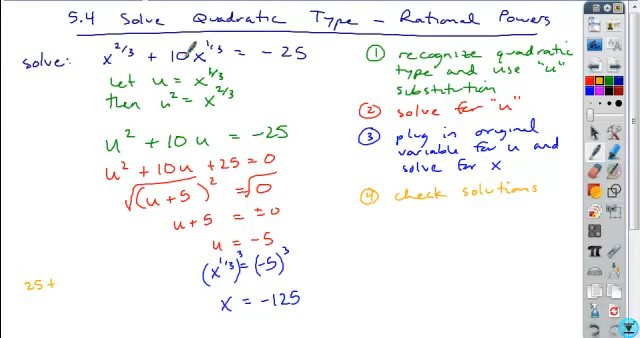 5.4 Solve Quadratic Type - Rational Powers
solve: x^2/3 + 10x^1/3 = -25
Let u = x^1/3
then u² = x^2/3
u² + 10u = -25
u² + 10u + 25 = 0
√(u+5)² = √0
u+5 = ±0
u = -5
(x^1/3)³ = (-5)³
x = -125
25+
① recognize quadratic
type and use "u"
substitution
② solve for "u"
③ plug in original
variable for u and
solve for x
④ check solutions